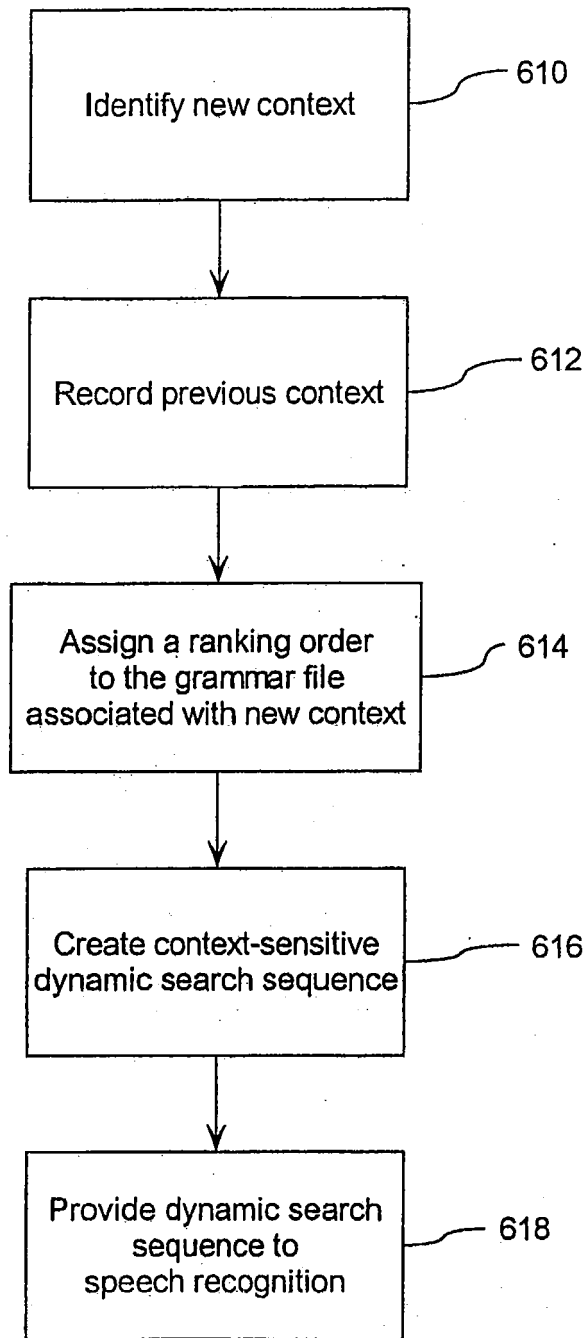 Identify new context
610
Record previous context
612
Assign a ranking order
to the grammar file
associated with new context
614
Create context-sensitive
dynamic search sequence
616
Provide dynamic search
sequence to
speech recognition
618